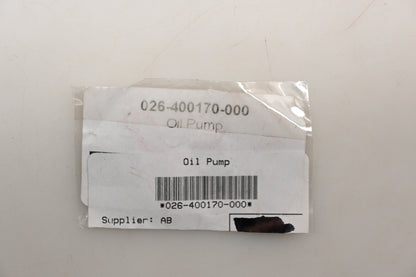 026-400170-000
Oil Pump
Oil Pump
*026-400170-000*
Supplier: AB